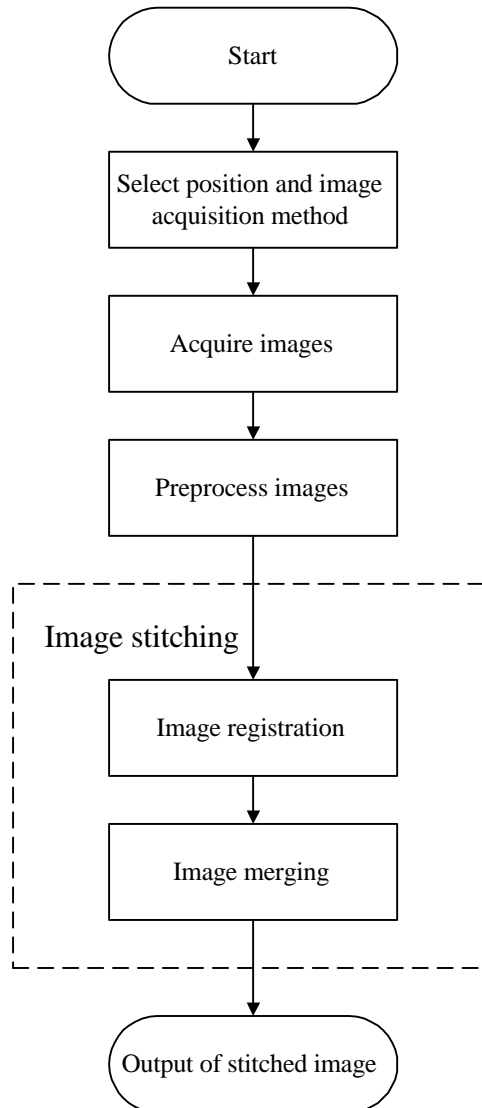 Start
Select position and image
acquisition method
Acquire images
Preprocess images
Image stitching
Image registration
Image merging
Output of stitched image